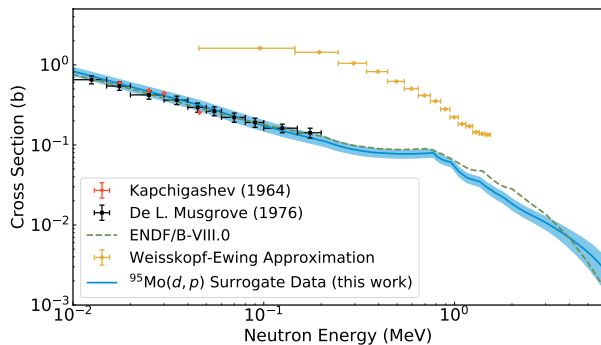 Cross Section (b)
10⁰
10⁻¹
10⁻²
10⁻³
Kapchigashev (1964)
De L. Musgrove (1976)
ENDF/B-VIII.0
Weisskopf-Ewing Approximation
⁹⁵Mo(d, p) Surrogate Data (this work)
10⁻² 10⁻¹ 10⁰
Neutron Energy (MeV)